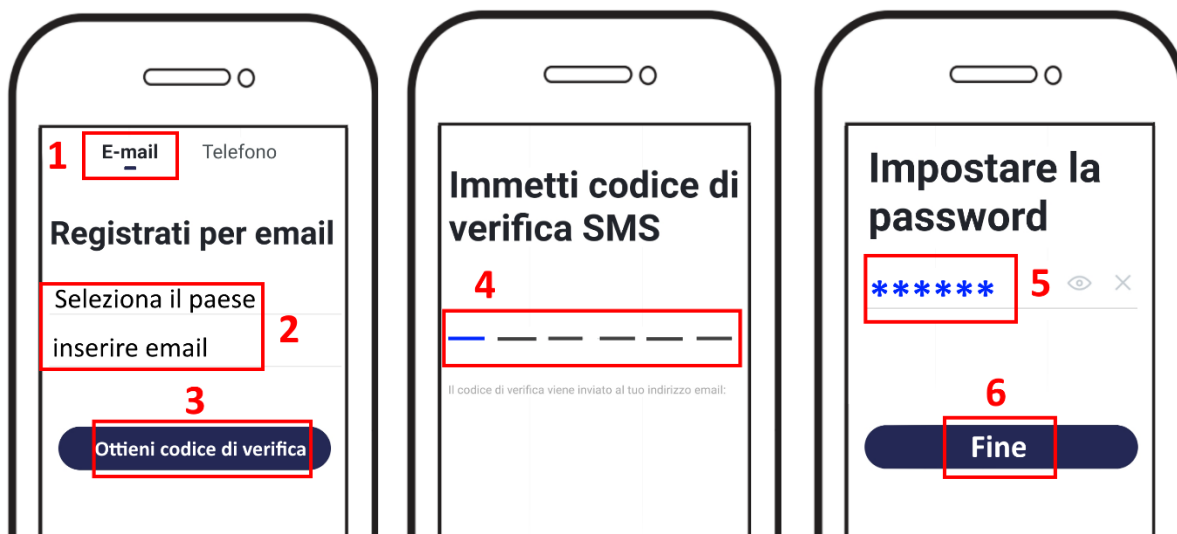 1
E-mail Telefono
Registrati per email
Seleziona il paese
2
inserire email
3
Ottieni codice di verifica
Immetti codice di
verifica SMS
4
Il codice di verifica viene inviato al tuo indirizzo email:
Impostare la
password
****** 5
6
Fine